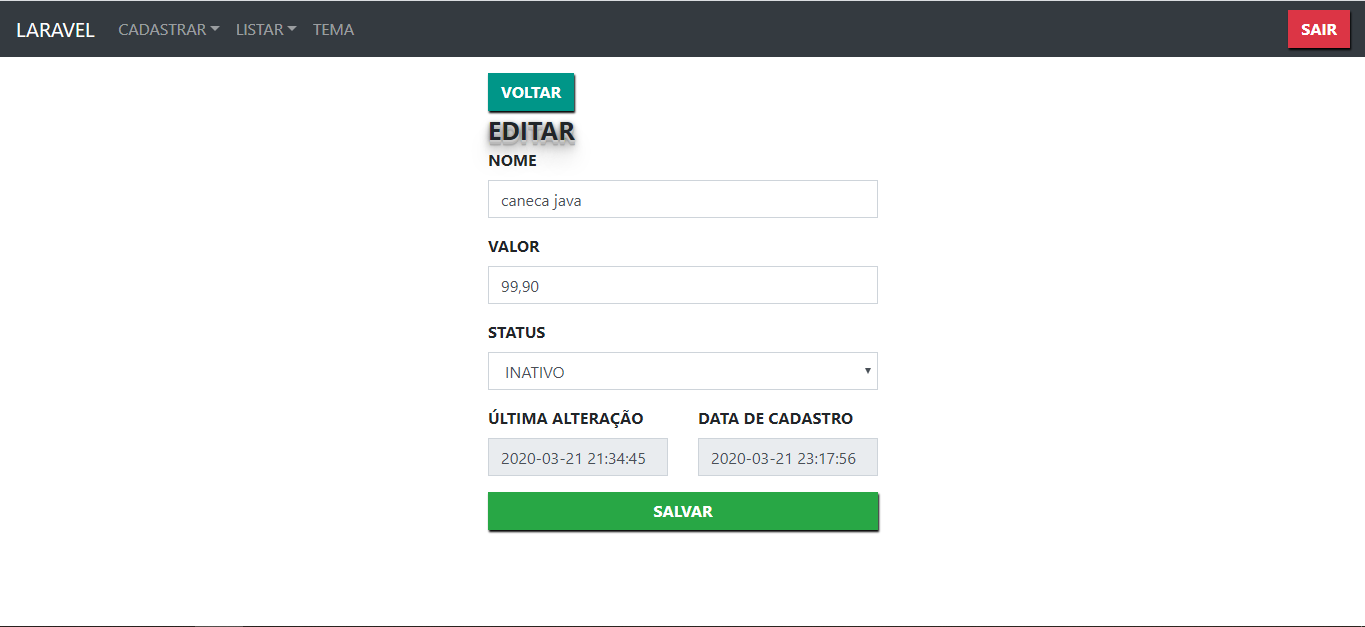 LARAVEL CADASTRAR LISTAR TEMA SAIR
VOLTAR
EDITAR
NOME
caneca java
VALOR
99,90
STATUS
INATIVO
ÚLTIMA ALTERAÇÃO DATA DE CADASTRO
2020-03-21 21:34:45 2020-03-21 23:17:56
SALVAR